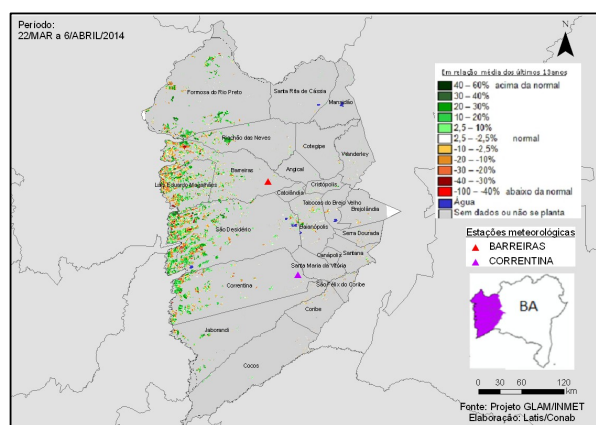 Período:
22/MAR a 6/ABRIL/2014
N
Formosa do Rio Preto
Santa Rita de Cássia
Mansidão
Riachão das Neves
Cotegipe
Wanderley
Barreiras
Angical
Luís Eduardo Magalhães
Cristópolis
Catolândia
Tabocas do Brejo Velho
Brejolândia
São Desidério
Baianópolis
Serra Dourada
Canápolis
Santana
Santa Maria da Vitória
São Félix do Coribe
Correntina
Coribe
Jaborandi
Cocos
Em relação média dos últimos 13anos
40 – 60% acima da normal
30 – 40%
20 – 30%
10 – 20%
2,5 – 10%
2,5 – -2,5% normal
-10 – -2,5%
-20 – -10%
-30 – -20%
-40 – -30%
-100 – -40% abaixo da normal
Água
Sem dados ou não se planta
Estações meteorológicas
BARREIRAS
CORRENTINA
BA
0 30 60 120
km
Fonte: Projeto GLAM/INMET
Elaboração: Latis/Conab